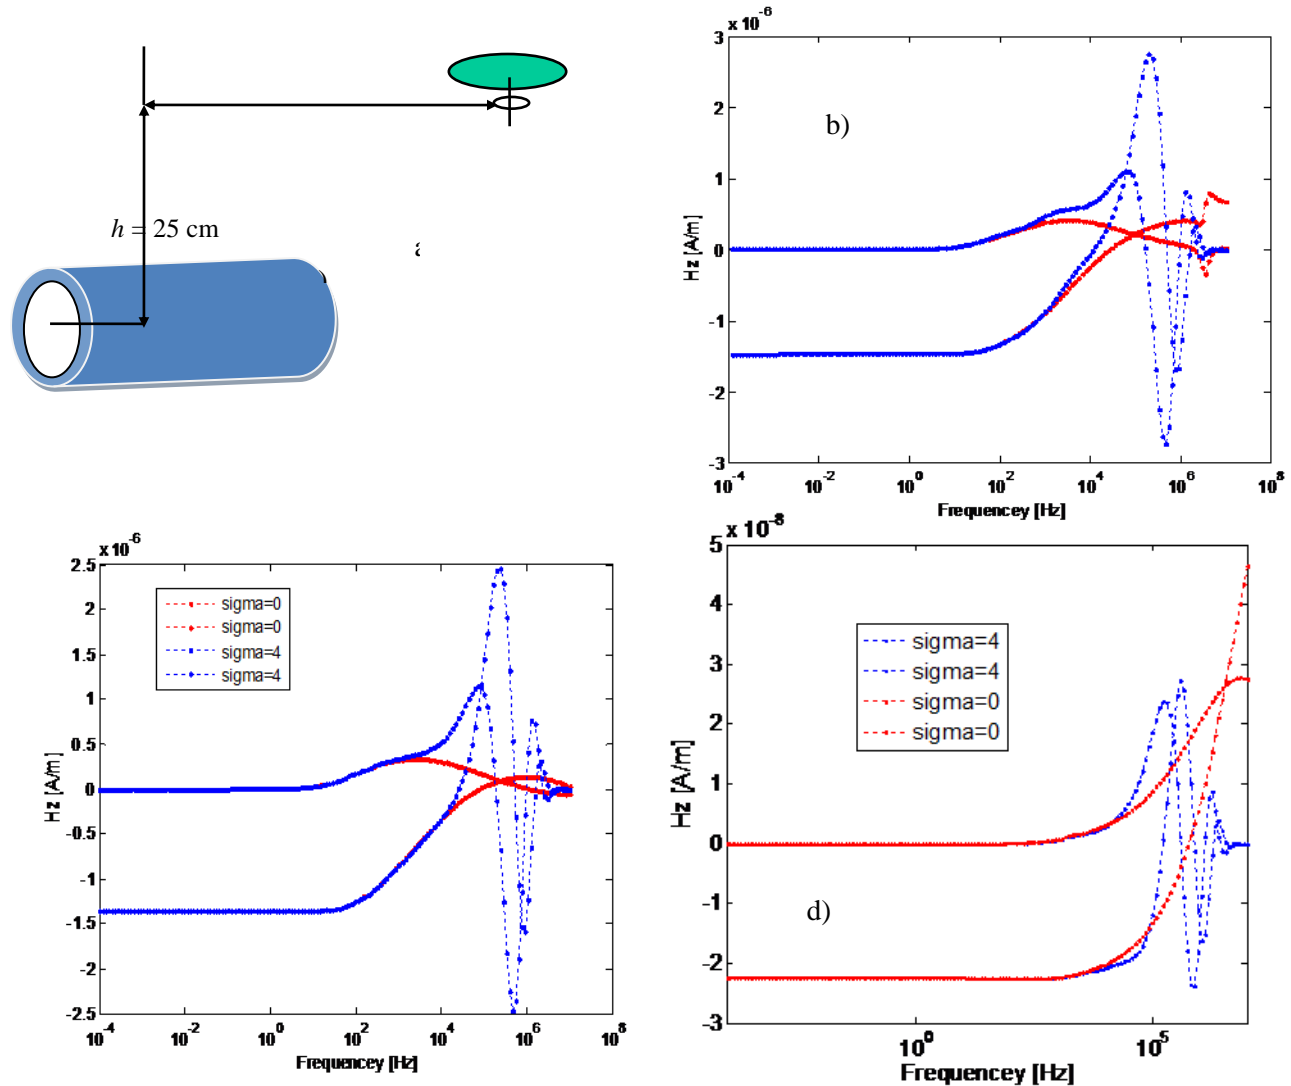 h = 25 cm
x 10⁻⁶
3
2
1
0
-1
-2
-3
Hz [A/m]
b)
10⁻⁴ 10⁻² 10⁰ 10² 10⁴ 10⁶ 10⁸
Frequencey [Hz]
x 10⁻⁶
2.5
2
1.5
1
0.5
0
-0.5
-1
-1.5
-2
-2.5
Hz [A/m]
sigma=0
sigma=0
sigma=4
sigma=4
10⁻⁴ 10⁻² 10⁰ 10² 10⁴ 10⁶ 10⁸
Frequencey [Hz]
x 10⁻⁸
5
4
3
2
1
0
-1
-2
-3
Hz [A/m]
sigma=4
sigma=4
sigma=0
sigma=0
d)
10⁰ 10⁵
Frequencey [Hz]